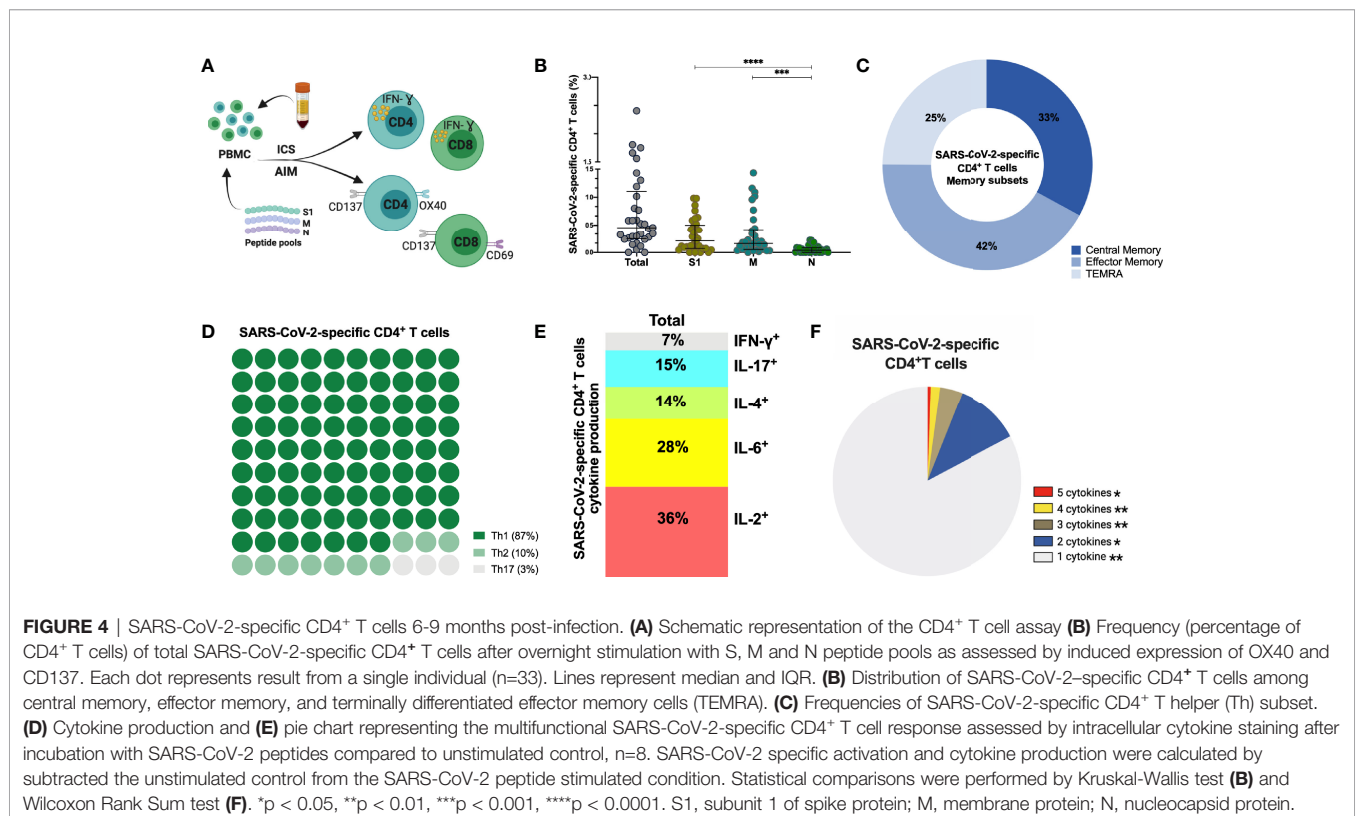 A
IFN-ɣ
CD4
IFN-ɣ
CD8
PBMC
ICS
AIM
CD137
CD4
OX40
S1
M
N
Peptide pools
CD137
CD8
CD69
B
SARS-CoV-2-specific CD4⁺ T cells (%)
****
***
3.0
1.5
1.5
10
0.5
0.0
Total
S1
M
N
C
25%
33%
42%
SARS-CoV-2-specific
CD4⁺ T cells
Memory subsets
Central Memory
Effector Memory
TEMRA
D
SARS-CoV-2-specific CD4⁺ T cells
Th1 (87%)
Th2 (10%)
Th17 (3%)
E
SARS-CoV-2-specific CD4⁺ T cells
cytokine production
Total
7% IFN-γ⁺
15% IL-17⁺
14% IL-4⁺
28% IL-6⁺
36% IL-2⁺
F
SARS-CoV-2-specific
CD4⁺T cells
5 cytokines *
4 cytokines **
3 cytokines **
2 cytokines *
1 cytokine **
FIGURE 4 | SARS-CoV-2-specific CD4⁺ T cells 6-9 months post-infection. (A) Schematic representation of the CD4⁺ T cell assay (B) Frequency (percentage of
CD4⁺ T cells) of total SARS-CoV-2-specific CD4⁺ T cells after overnight stimulation with S, M and N peptide pools as assessed by induced expression of OX40 and
CD137. Each dot represents result from a single individual (n=33). Lines represent median and IQR. (B) Distribution of SARS-CoV-2–specific CD4⁺ T cells among
central memory, effector memory, and terminally differentiated effector memory cells (TEMRA). (C) Frequencies of SARS-CoV-2-specific CD4⁺ T helper (Th) subset.
(D) Cytokine production and (E) pie chart representing the multifunctional SARS-CoV-2-specific CD4⁺ T cell response assessed by intracellular cytokine staining after
incubation with SARS-CoV-2 peptides compared to unstimulated control, n=8. SARS-CoV-2 specific activation and cytokine production were calculated by
subtracted the unstimulated control from the SARS-CoV-2 peptide stimulated condition. Statistical comparisons were performed by Kruskal-Wallis test (B) and
Wilcoxon Rank Sum test (F). *p < 0.05, **p < 0.01, ***p < 0.001, ****p < 0.0001. S1, subunit 1 of spike protein; M, membrane protein; N, nucleocapsid protein.